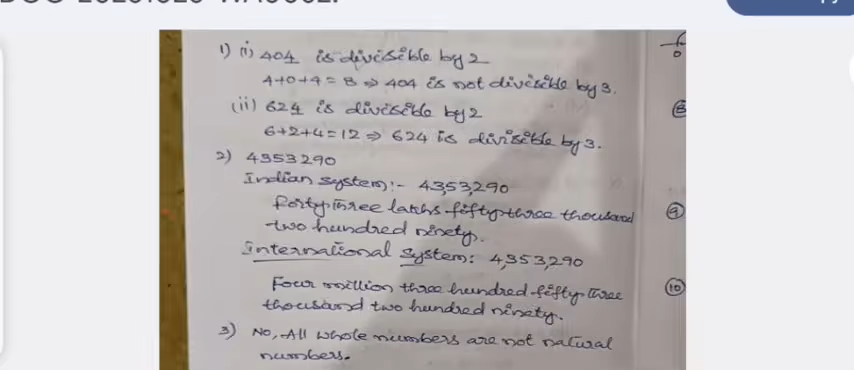 1) (i) 404 is divisible by 2
4+0+4 = 8 ⇒ 404 is not divisible by 3.
(ii) 624 is divisible by 2
6+2+4=12 ⇒ 624 is divisible by 3.
2) 4353290
Indian System:- 43,53,290
Forty three lakhs fifty three thousand
two hundred ninety.
International System: 4,353,290
Four million three hundred fifty three
thousand two hundred ninety.
3) No, All whole numbers are not natural
numbers.
8
9
10